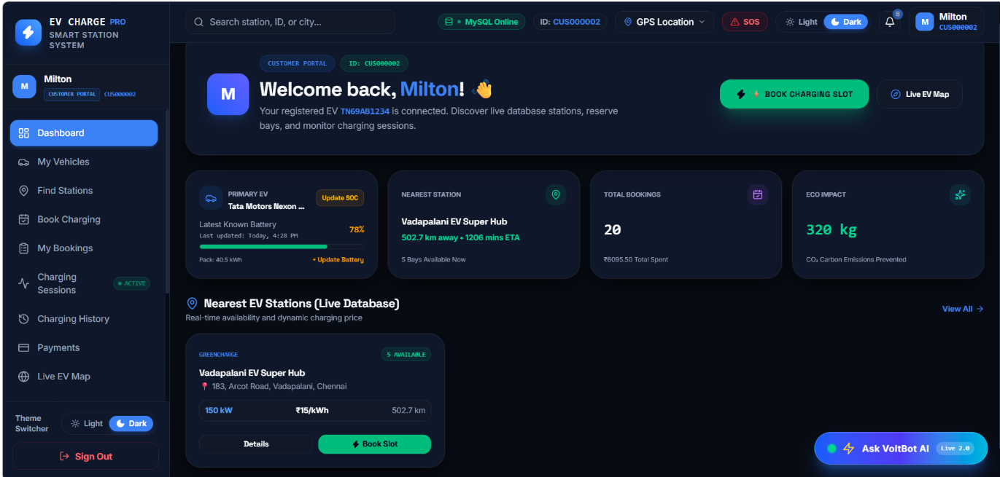 EV CHARGE PRO
SMART STATION
SYSTEM
M
Milton
CUSTOMER PORTAL
CUS000002
Dashboard
My Vehicles
Find Stations
Book Charging
My Bookings
Charging
Sessions
ACTIVE
Charging History
Payments
Live EV Map
Theme
Switcher
Light
Dark
Sign Out
Search station, ID, or city...
MySQL Online
ID: CUS000002
GPS Location
SOS
Light
Dark
8
M
Milton
CUS000002
CUSTOMER PORTAL
ID: CUS000002
M
Welcome back, Milton! 👋
Your registered EV TN69AB1234 is connected. Discover live database stations, reserve
bays, and monitor charging sessions.
⚡ BOOK CHARGING SLOT
Live EV Map
PRIMARY EV
Tata Motors Nexon ...
Update SOC
Latest Known Battery
Last updated: Today, 4:28 PM
78%
Pack: 40.5 kWh
+ Update Battery
NEAREST STATION
Vadapalani EV Super Hub
502.7 km away • 1206 mins ETA
5 Bays Available Now
TOTAL BOOKINGS
20
₹6095.50 Total Spent
ECO IMPACT
320 kg
CO₂ Carbon Emissions Prevented
Nearest EV Stations (Live Database)
Real-time availability and dynamic charging price
View All →
GREENCHARGE
5 AVAILABLE
Vadapalani EV Super Hub
📍 183, Arcot Road, Vadapalani, Chennai
150 kW
₹15/kWh
502.7 km
Details
Book Slot
Ask VoltBot AI
Live 2.0